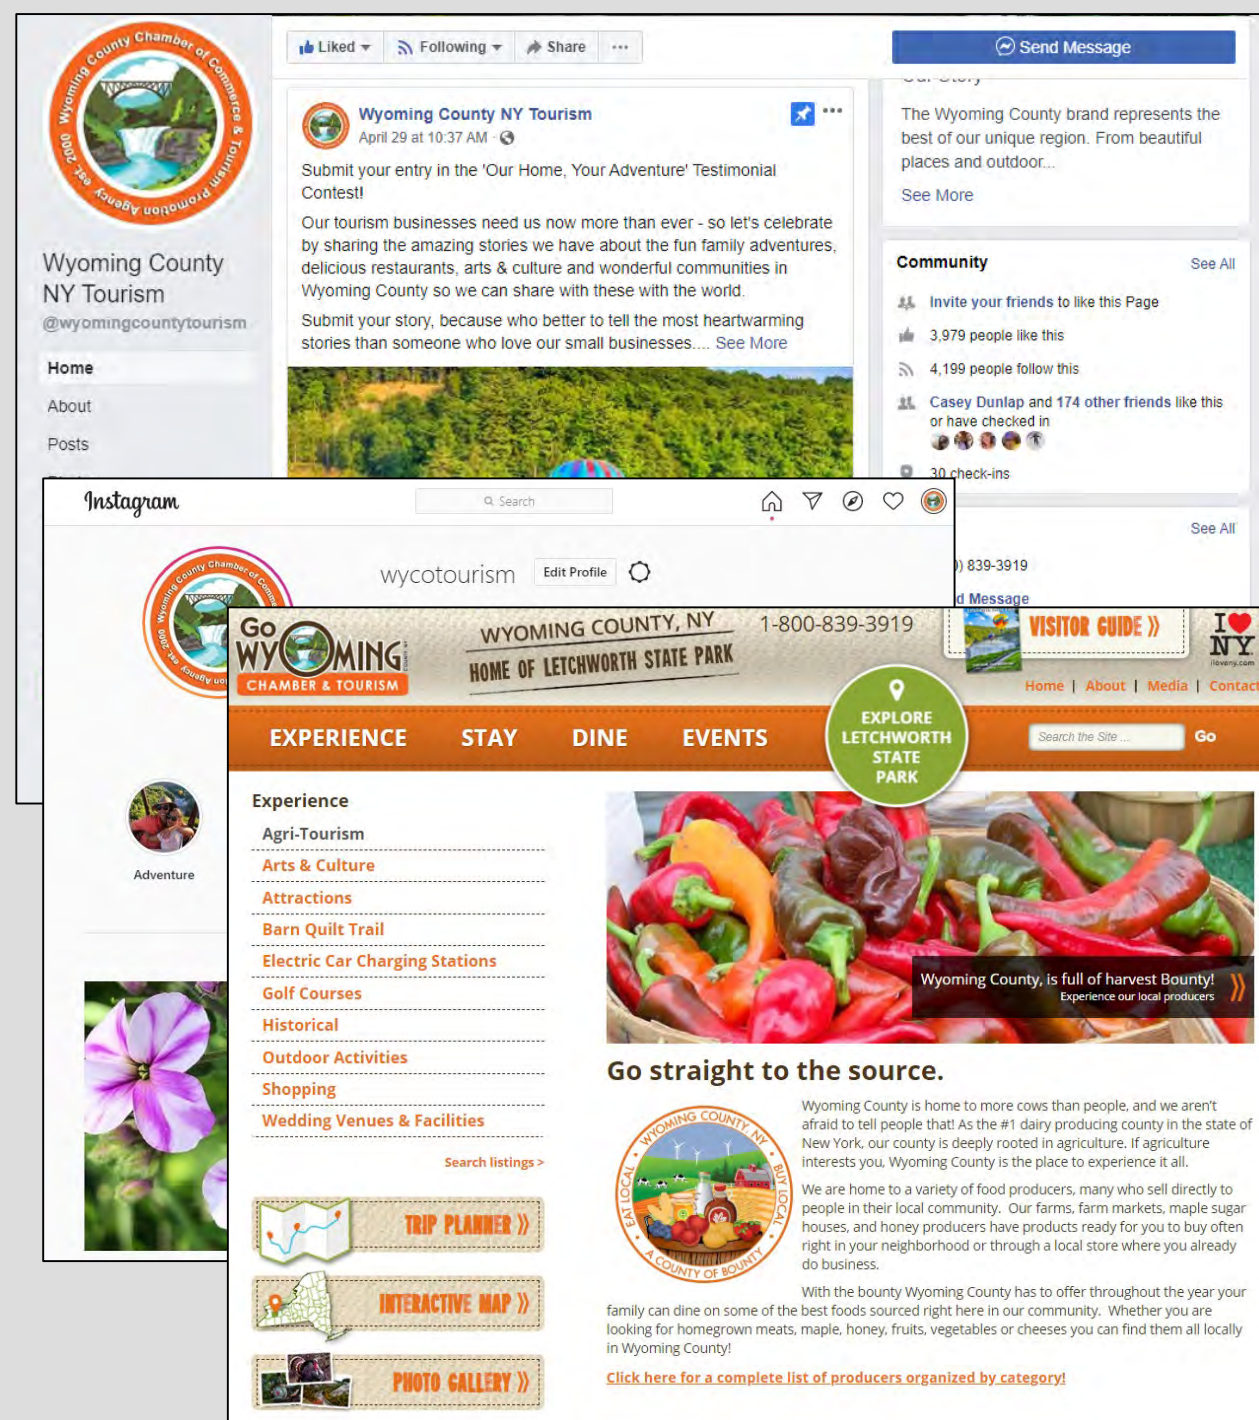 Wyoming County Chamber of Commerce & Tourism Promotion Agency est. 2000
Wyoming County
NY Tourism
@wyomingcountytourism
Home
About
Posts
Liked
Following
Share
Send Message
Wyoming County NY Tourism
April 29 at 10:37 AM
Submit your entry in the 'Our Home, Your Adventure' Testimonial
Contest!
Our tourism businesses need us now more than ever - so let's celebrate
by sharing the amazing stories we have about the fun family adventures,
delicious restaurants, arts & culture and wonderful communities in
Wyoming County so we can share with these with the world.
Submit your story, because who better to tell the most heartwarming
stories than someone who love our small businesses.... See More
Our Story
The Wyoming County brand represents the
best of our unique region. From beautiful
places and outdoor...
See More
Community
See All
Invite your friends to like this Page
3,979 people like this
4,199 people follow this
Casey Dunlap and 174 other friends like this
or have checked in
30 check-ins
See All
) 839-3919
d Message
Instagram
Search
wycotourism
Edit Profile
Adventure
Go
WYOMING
CHAMBER & TOURISM
WYOMING COUNTY, NY
HOME OF LETCHWORTH STATE PARK
1-800-839-3919
VISITOR GUIDE »
I NY
iloveny.com
Home | About | Media | Contact
EXPERIENCE
STAY
DINE
EVENTS
EXPLORE
LETCHWORTH
STATE
PARK
Search the Site ...
Go
Experience
Agri-Tourism
Arts & Culture
Attractions
Barn Quilt Trail
Electric Car Charging Stations
Golf Courses
Historical
Outdoor Activities
Shopping
Wedding Venues & Facilities
Search listings >
TRIP PLANNER »
INTERACTIVE MAP »
PHOTO GALLERY »
Wyoming County, is full of harvest Bounty!
Experience our local producers
Go straight to the source.
WYOMING COUNTY, NY
EAT LOCAL
BUY LOCAL
A COUNTY OF BOUNTY
Wyoming County is home to more cows than people, and we aren't
afraid to tell people that! As the #1 dairy producing county in the state of
New York, our county is deeply rooted in agriculture. If agriculture
interests you, Wyoming County is the place to experience it all.
We are home to a variety of food producers, many who sell directly to
people in their local community. Our farms, farm markets, maple sugar
houses, and honey producers have products ready for you to buy often
right in your neighborhood or through a local store where you already
do business.
With the bounty Wyoming County has to offer throughout the year your
family can dine on some of the best foods sourced right here in our community. Whether you are
looking for homegrown meats, maple, honey, fruits, vegetables or cheeses you can find them all locally
in Wyoming County!
Click here for a complete list of producers organized by category!